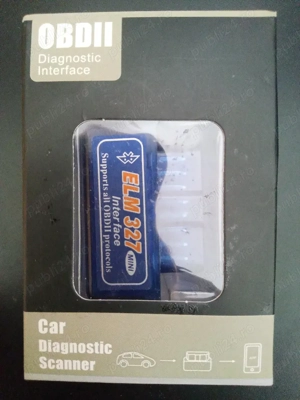 OBDII
Diagnostic
Interface
ELM 327
MINI
Interface
Supports all OBDII protocols
Car
Diagnostic
Scanner